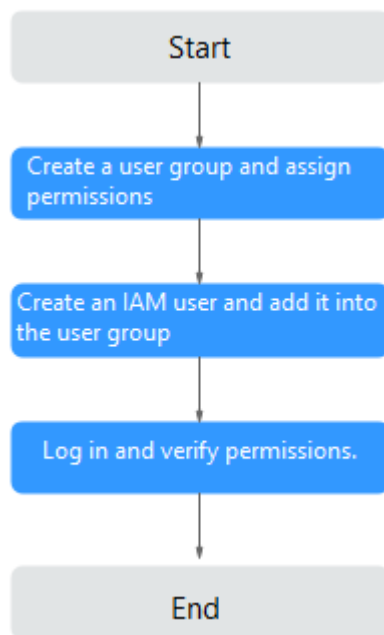 Start
Create a user group and assign
permissions
Create an IAM user and add it into
the user group
Log in and verify permissions.
End